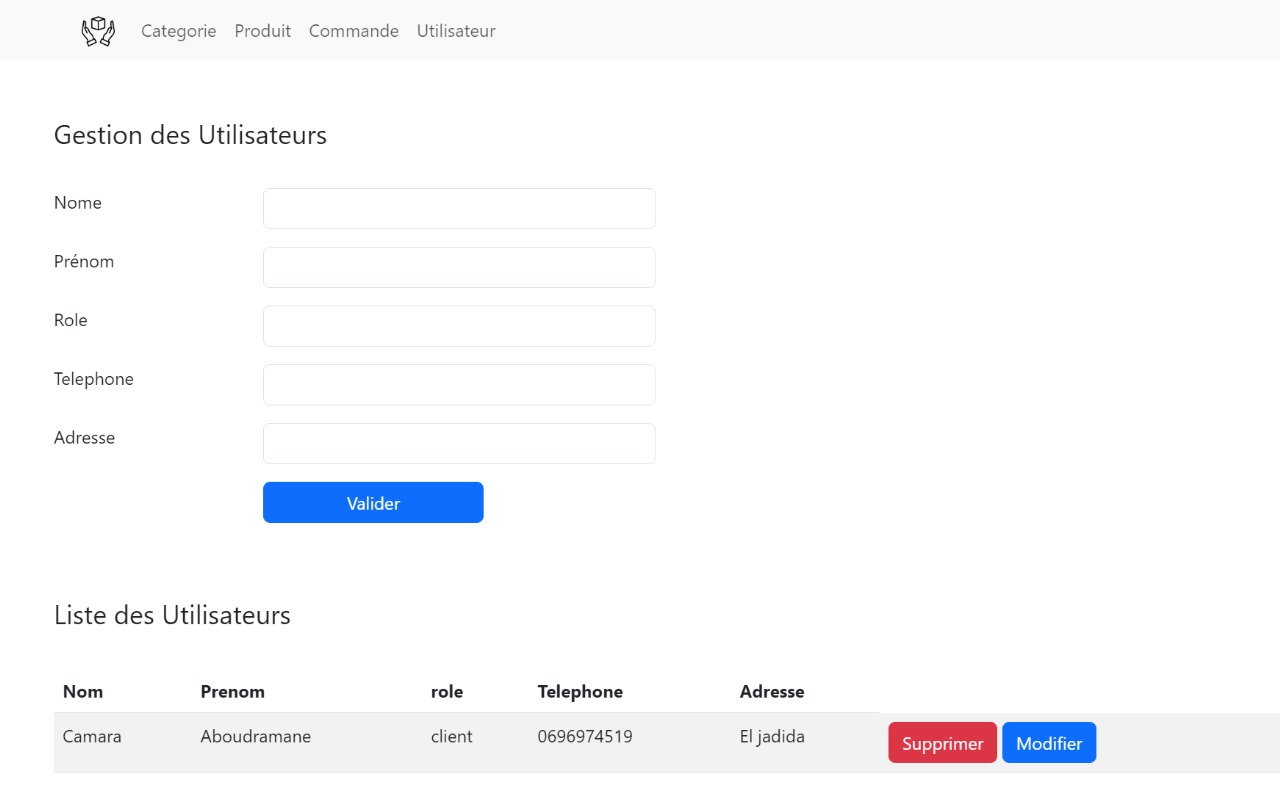 Categorie Produit Commande Utilisateur
Gestion des Utilisateurs
Nome
Prénom
Role
Telephone
Adresse
Valider
Liste des Utilisateurs
Nom Prenom role Telephone Adresse
Camara Aboudramane client 0696974519 El jadida Supprimer Modifier